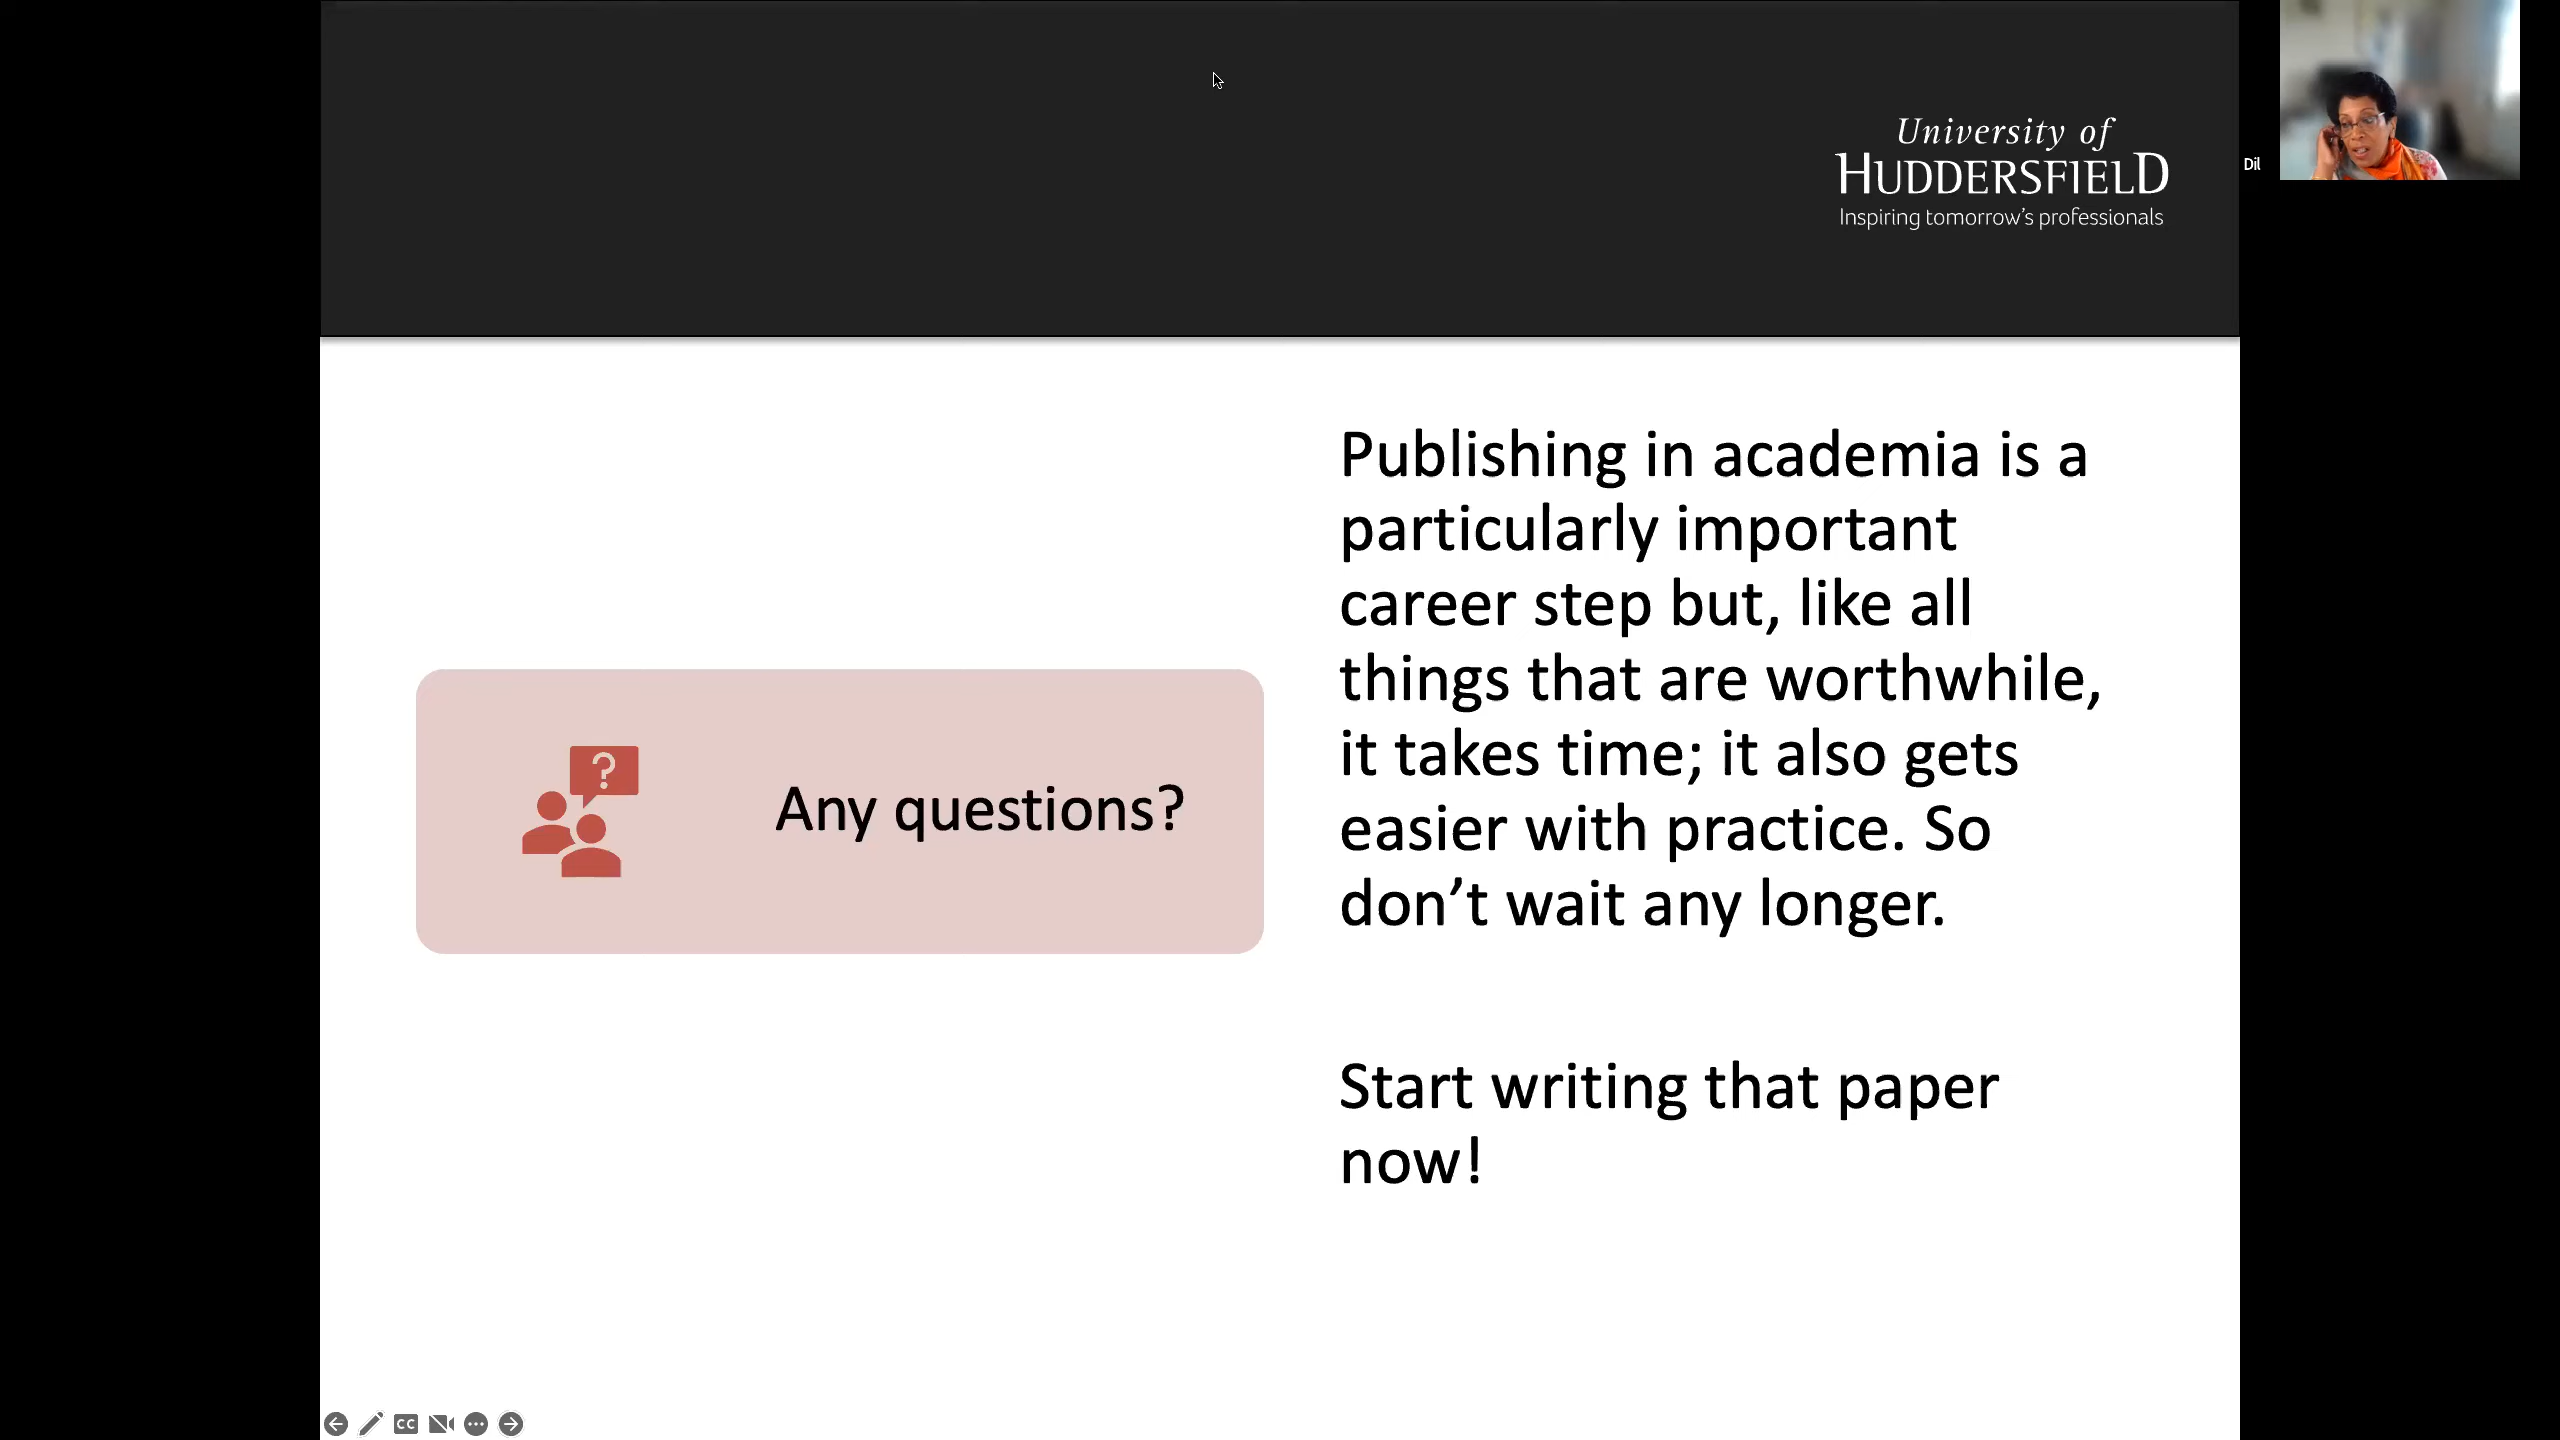 University of
HUDDERSFIELD
Inspiring tomorrow's professionals
Dil
?
Any questions?
Publishing in academia is a
particularly important
career step but, like all
things that are worthwhile,
it takes time; it also gets
easier with practice. So
don’t wait any longer.
Start writing that paper
now!
CC